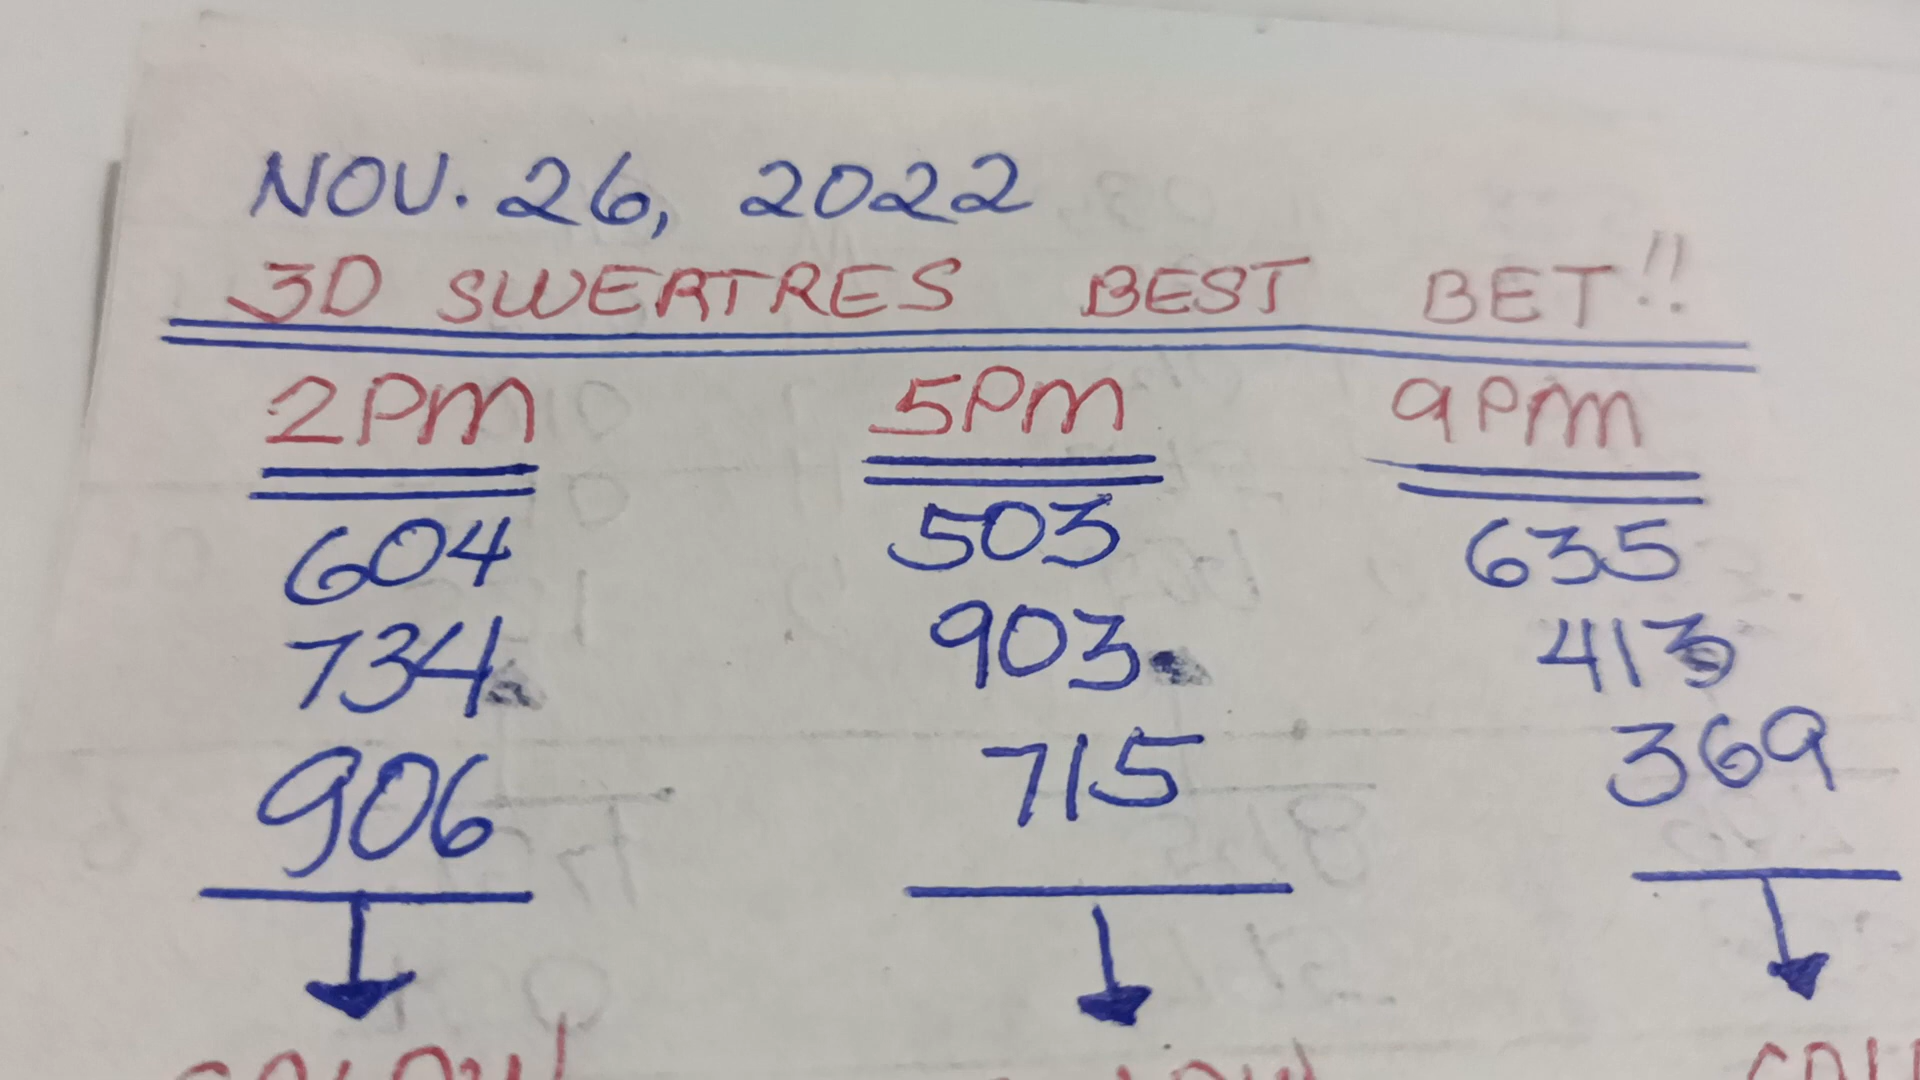 NOV. 26, 2022
3D SWERTRES BEST BET!!
2PM 5PM 9PM
604 503 635
734 903 413
906 715 369